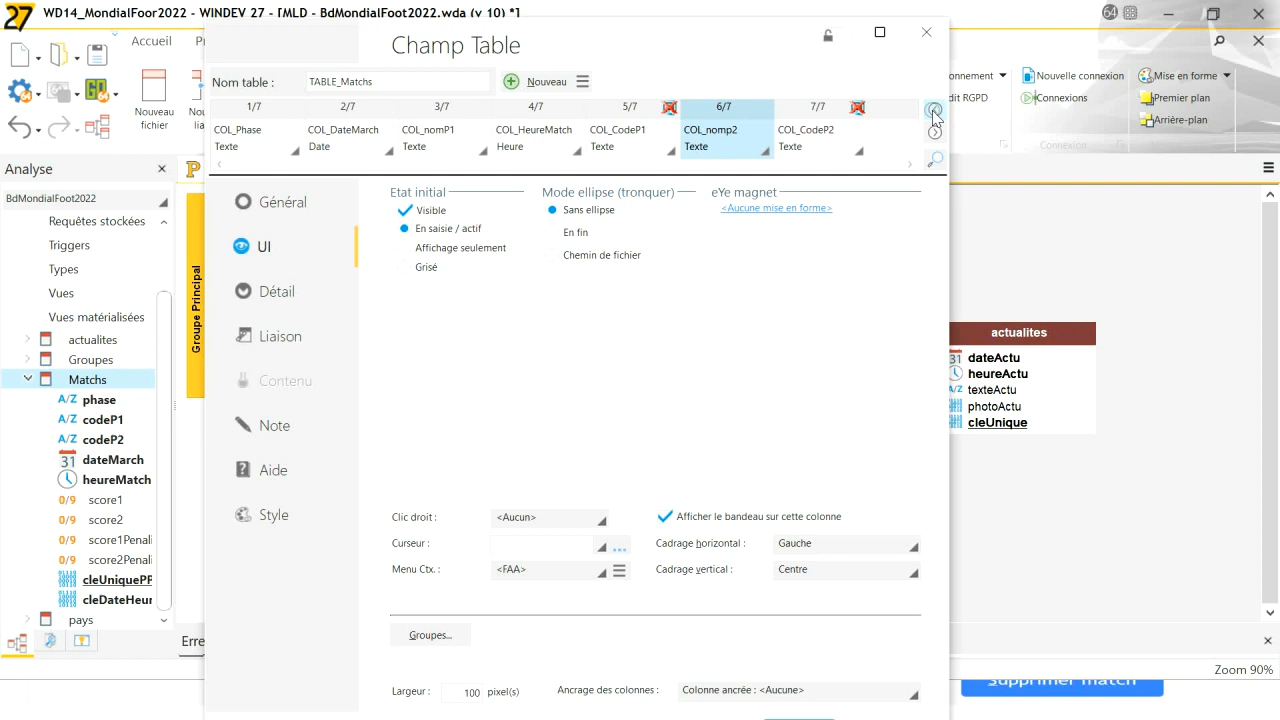 27 WD14_MondialFoor2022 - WINDEV 27 - [MLD - BdMondialFoot2022.wda (v 10) *]
64
Accueil
Champ Table
Nom table :
TABLE_Matchs
Nouveau
Nouveau
fichier
nnement
Nouvelle connexion
Mise en forme
dit RGPD
Connexions
Premier plan
Arrière-plan
Connexion
1/7
2/7
3/7
4/7
5/7
6/7
7/7
COL_Phase
COL_DateMarch
COL_nomP1
COL_HeureMatch
COL_CodeP1
COL_nomp2
COL_CodeP2
Texte
Date
Texte
Heure
Texte
Texte
Texte
Analyse
BdMondialFoot2022
Requêtes stockées
Triggers
Types
Vues
Vues matérialisées
actualites
Groupes
Matchs
phase
codeP1
codeP2
dateMarch
heureMatch
score1
score2
score1Penali
score2Penali
cleUniquePP
cleDateHeur
pays
Groupe Principal
Général
UI
Détail
Liaison
Contenu
Note
Aide
Style
Etat initial
Visible
En saisie / actif
Affichage seulement
Grisé
Mode ellipse (tronquer)
Sans ellipse
En fin
Chemin de fichier
eYe magnet
<Aucune mise en forme>
Clic droit :
<Aucun>
Curseur :
Menu Ctx. :
<FAA>
Afficher le bandeau sur cette colonne
Cadrage horizontal :
Gauche
Cadrage vertical :
Centre
Groupes...
Largeur :
100 pixel(s)
Ancrage des colonnes :
Colonne ancrée : <Aucune>
actualites
dateActu
heureActu
texteActu
photoActu
cleUnique
Erre
Zoom 90%
Supprimer match